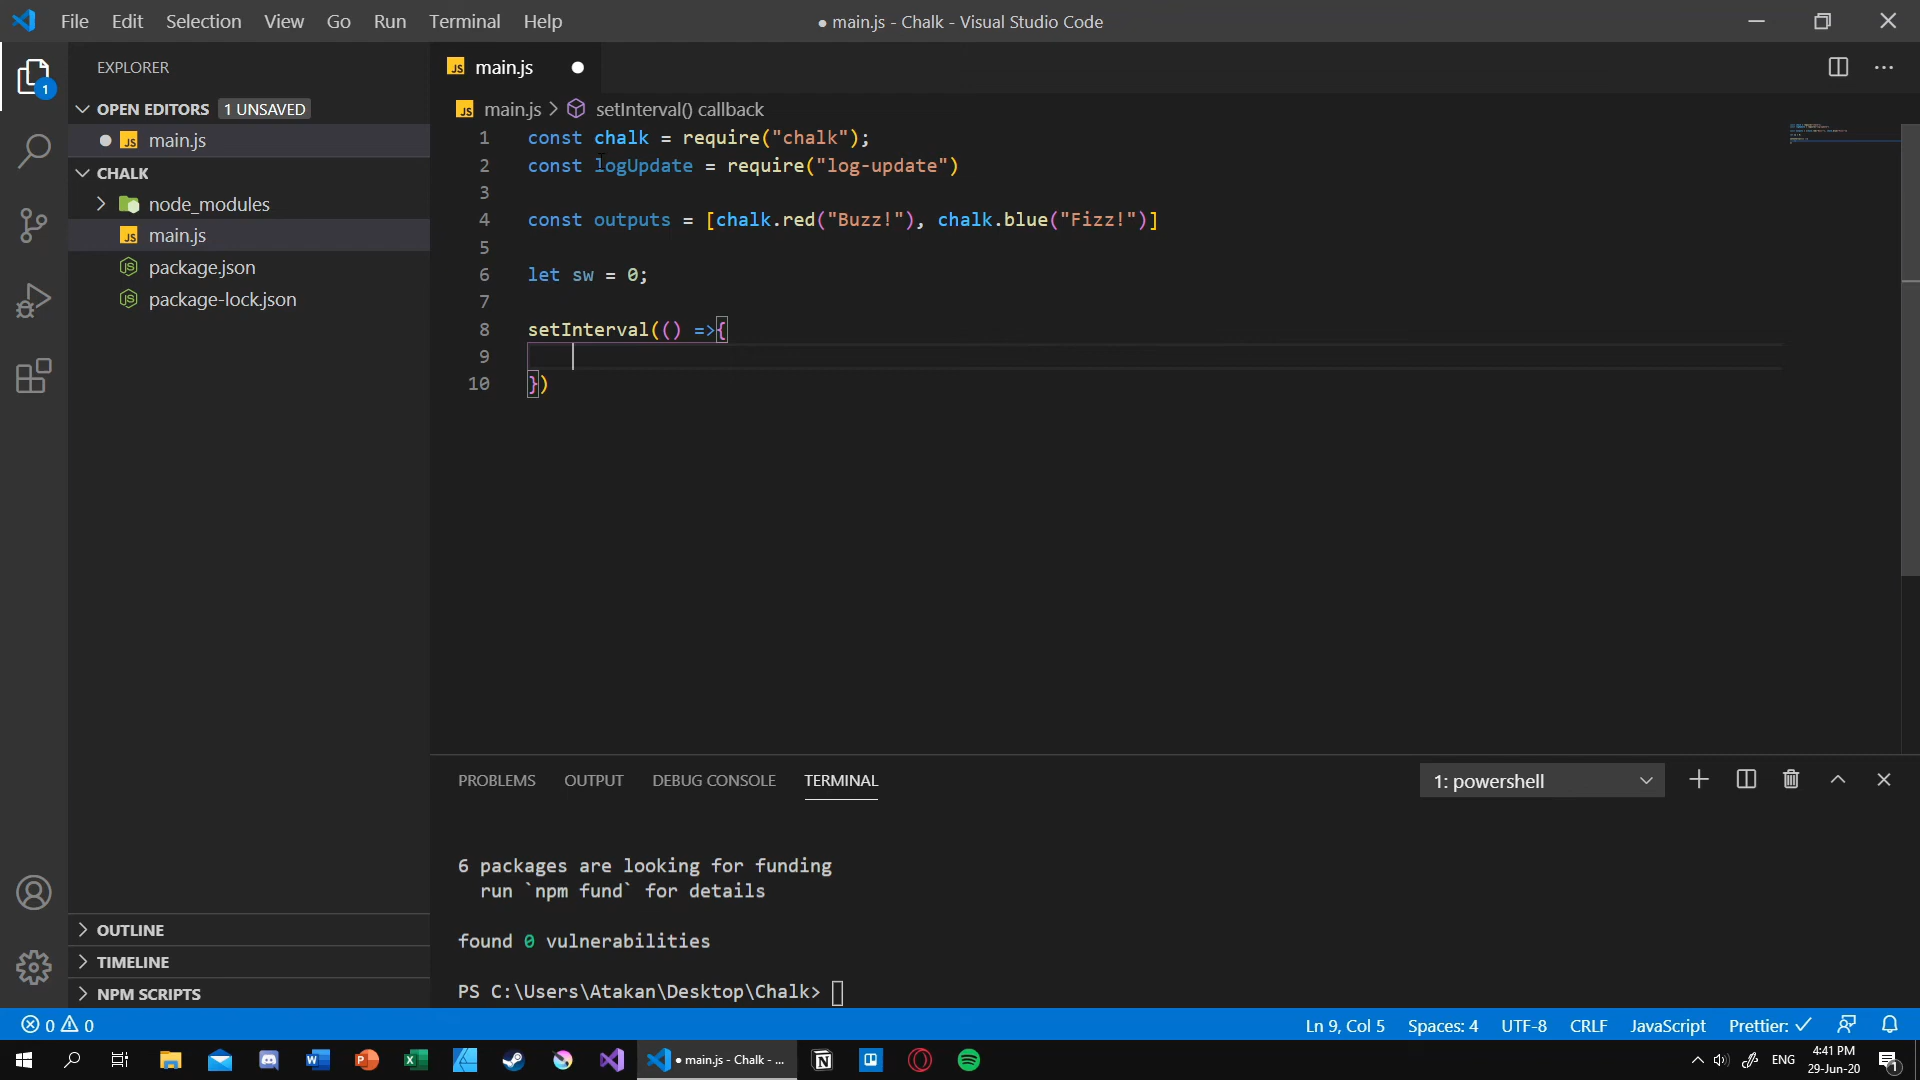 File Edit Selection View Go Run Terminal Help
● main.js - Chalk - Visual Studio Code
EXPLORER
OPEN EDITORS 1 UNSAVED
JS main.js
CHALK
node_modules
JS main.js
package.json
package-lock.json
OUTLINE
TIMELINE
NPM SCRIPTS
1
JS main.js
JS main.js > setInterval() callback
1 const chalk = require("chalk");
2 const logUpdate = require("log-update")
3
4 const outputs = [chalk.red("Buzz!"), chalk.blue("Fizz!")]
5
6 let sw = 0;
7
8 setInterval(() =>{
9
10 })
PROBLEMS OUTPUT DEBUG CONSOLE TERMINAL
1: powershell
6 packages are looking for funding
run `npm fund` for details
found 0 vulnerabilities
PS C:\Users\Atakan\Desktop\Chalk>
0 0
Ln 9, Col 5 Spaces: 4 UTF-8 CRLF JavaScript Prettier: ✓
● main.js - Chalk - ...
ENG
4:41 PM
29-Jun-20
1